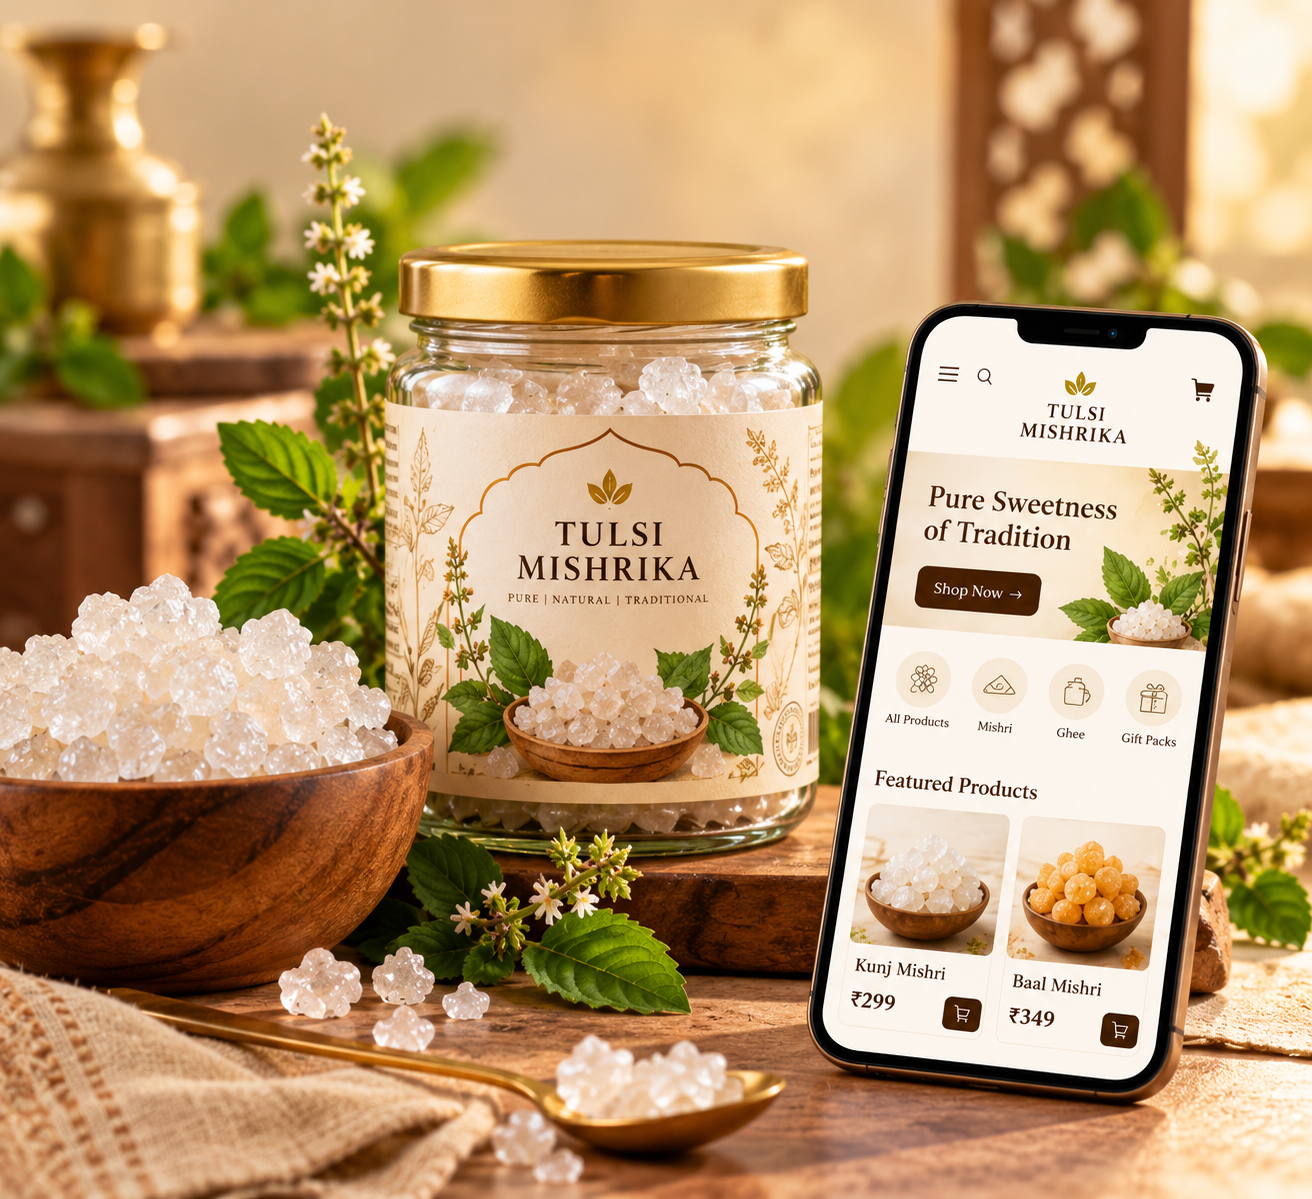 TULSI
MISHRIKA
PURE | NATURAL | TRADITIONAL
TULSI
MISHRIKA
Pure Sweetness
of Tradition
Shop Now →
All Products
Mishri
Ghee
Gift Packs
Featured Products
Kunj Mishri
₹299
Baal Mishri
₹349